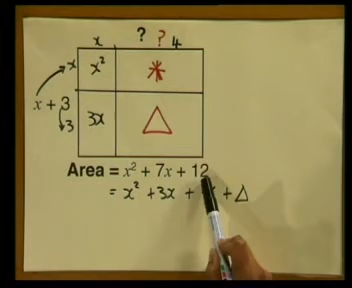 x ? ? 4
x x² *
x + 3
3 3x △
Area = x² + 7x + 12
= x² + 3x + + △